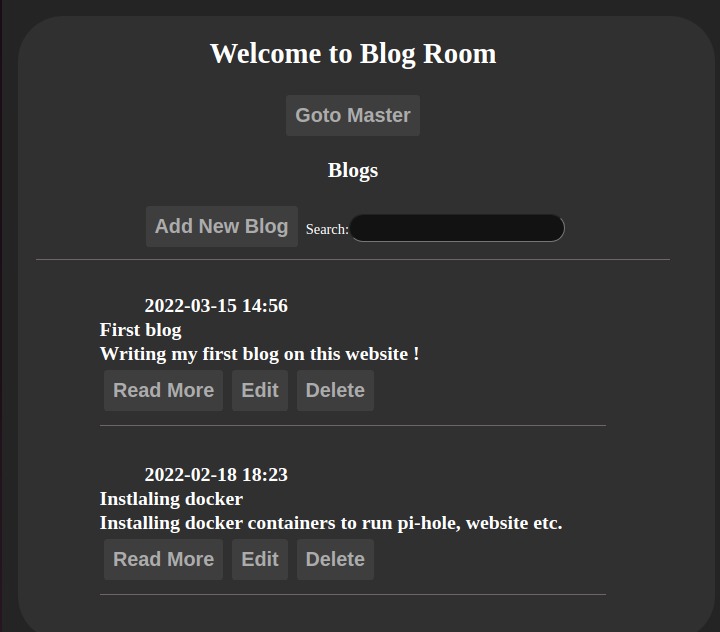 Welcome to Blog Room
Goto Master
Blogs
Add New Blog Search:
2022-03-15 14:56
First blog
Writing my first blog on this website !
Read More Edit Delete
2022-02-18 18:23
Instlaling docker
Installing docker containers to run pi-hole, website etc.
Read More Edit Delete